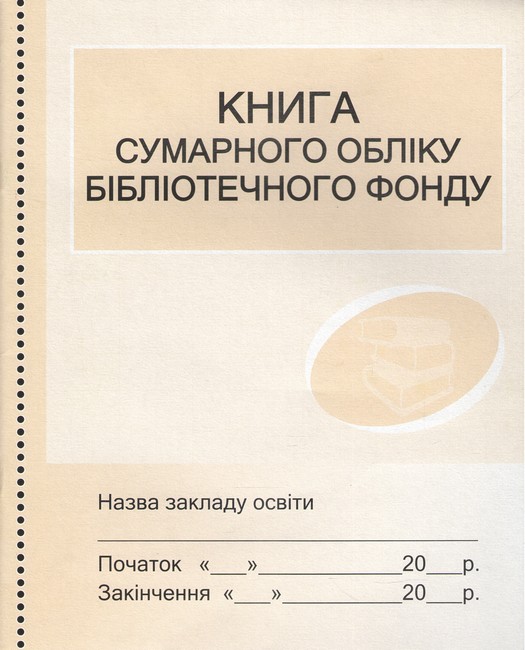 КНИГА
СУМАРНОГО ОБЛІКУ
БІБЛІОТЕЧНОГО ФОНДУ
Назва закладу освіти
Початок «___»____________20___р.
Закінчення «___»__________20___р.